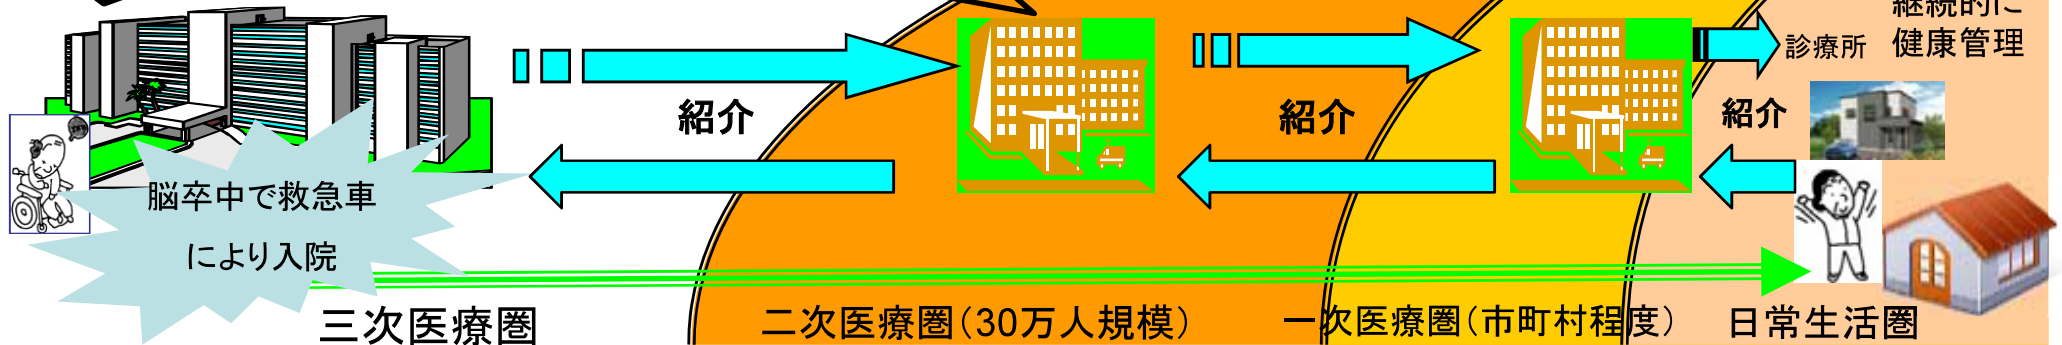 継続的に
健康管理
診療所
紹介
紹介
紹介
脳卒中で救急車
により入院
三次医療圏
二次医療圏（30万人規模）
一次医療圏（市町村程度）
日常生活圏